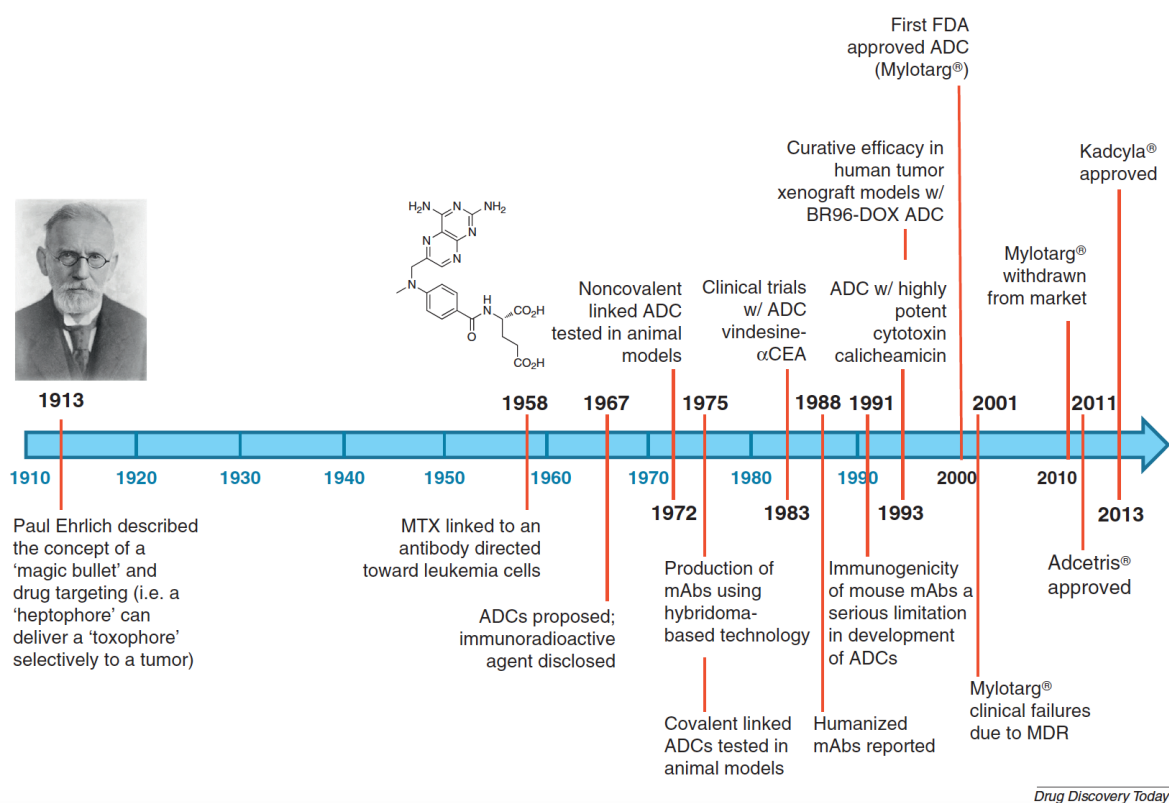 First FDA
approved ADC
(Mylotarg®)
Curative efficacy in
human tumor
xenograft models w/
BR96-DOX ADC
Kadcyla®
approved
H₂N
N
NH₂
N
N
N
N
H
N
CO₂H
O
CO₂H
Noncovalent
linked ADC
tested in animal
models
Clinical trials
w/ ADC
vindesine-
αCEA
ADC w/ highly
potent
cytotoxin
calicheamicin
Mylotarg®
withdrawn
from market
1913
1958
1967
1975
1988
1991
2001
2011
1910
1920
1930
1940
1950
1960
1970
1980
1990
2000
2010
1972
1983
1993
2013
Paul Ehrlich described
the concept of a
‘magic bullet’ and
drug targeting (i.e. a
‘heptophore’ can
deliver a ‘toxophore’
selectively to a tumor)
MTX linked to an
antibody directed
toward leukemia cells
ADCs proposed;
immunoradioactive
agent disclosed
Production of
mAbs using
hybridoma-
based technology
Covalent linked
ADCs tested in
animal models
Immunogenicity
of mouse mAbs a
serious limitation
in development
of ADCs
Humanized
mAbs reported
Adcetris®
approved
Mylotarg®
clinical failures
due to MDR
Drug Discovery Today